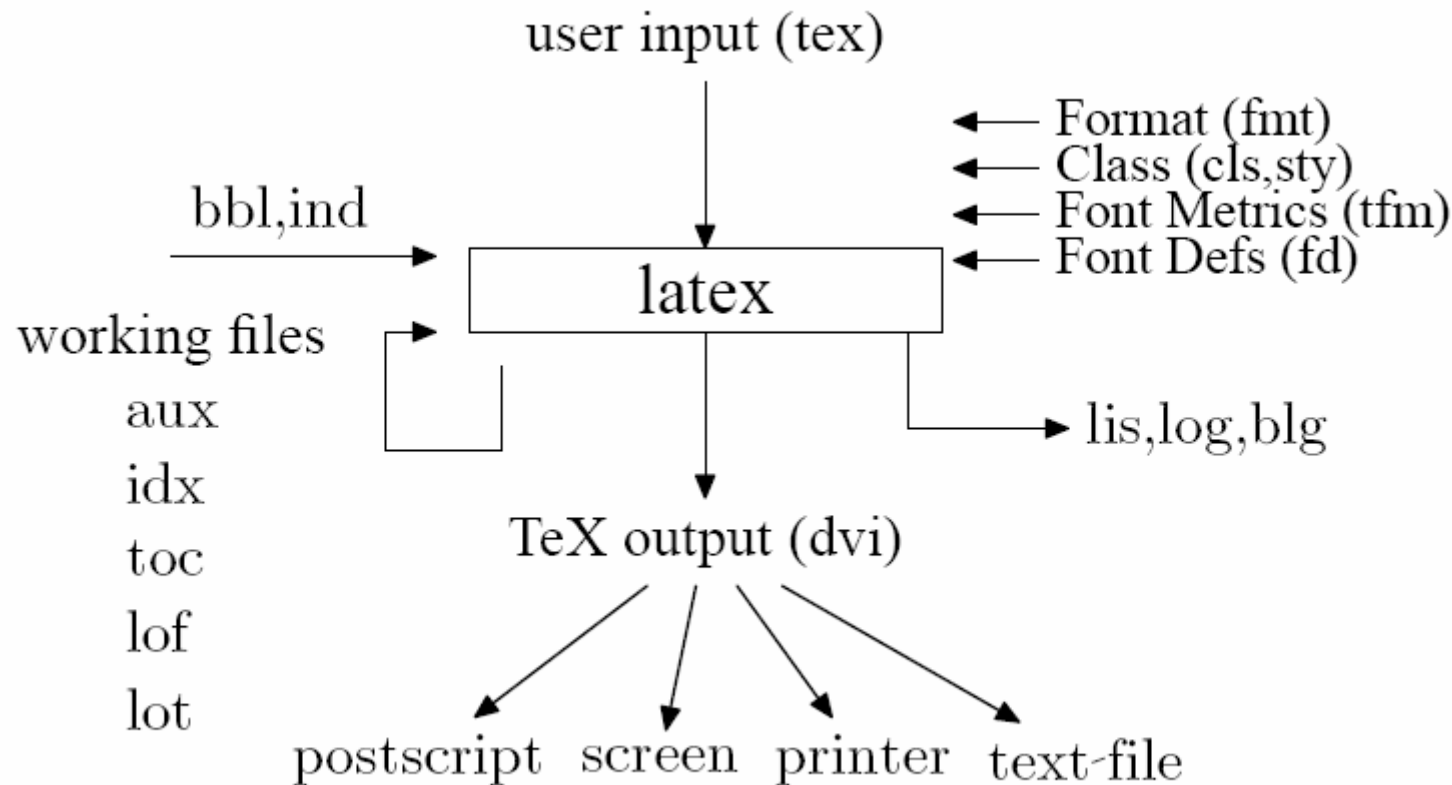 user input (tex)
Format (fmt)
Class (cls,sty)
Font Metrics (tfm)
Font Defs (fd)
bbl,ind
latex
working files
aux
idx
toc
lof
lot
lis,log,blg
TeX output (dvi)
postscript screen printer text-file